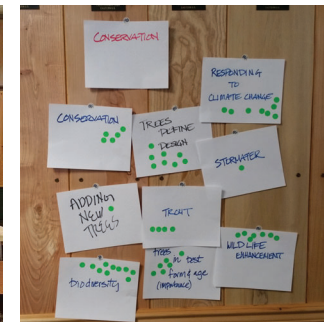 CONSERVATION
RESPONDING
TO
CLIMATE CHANGE
CONSERVATION
TREES
DEFINE
DESIGN
STORMWATER
ADDING
NEW
TREES
TROUT
WILDLIFE
ENHANCEMENT
biodiversity
Trees
in best
form & age
(importance)